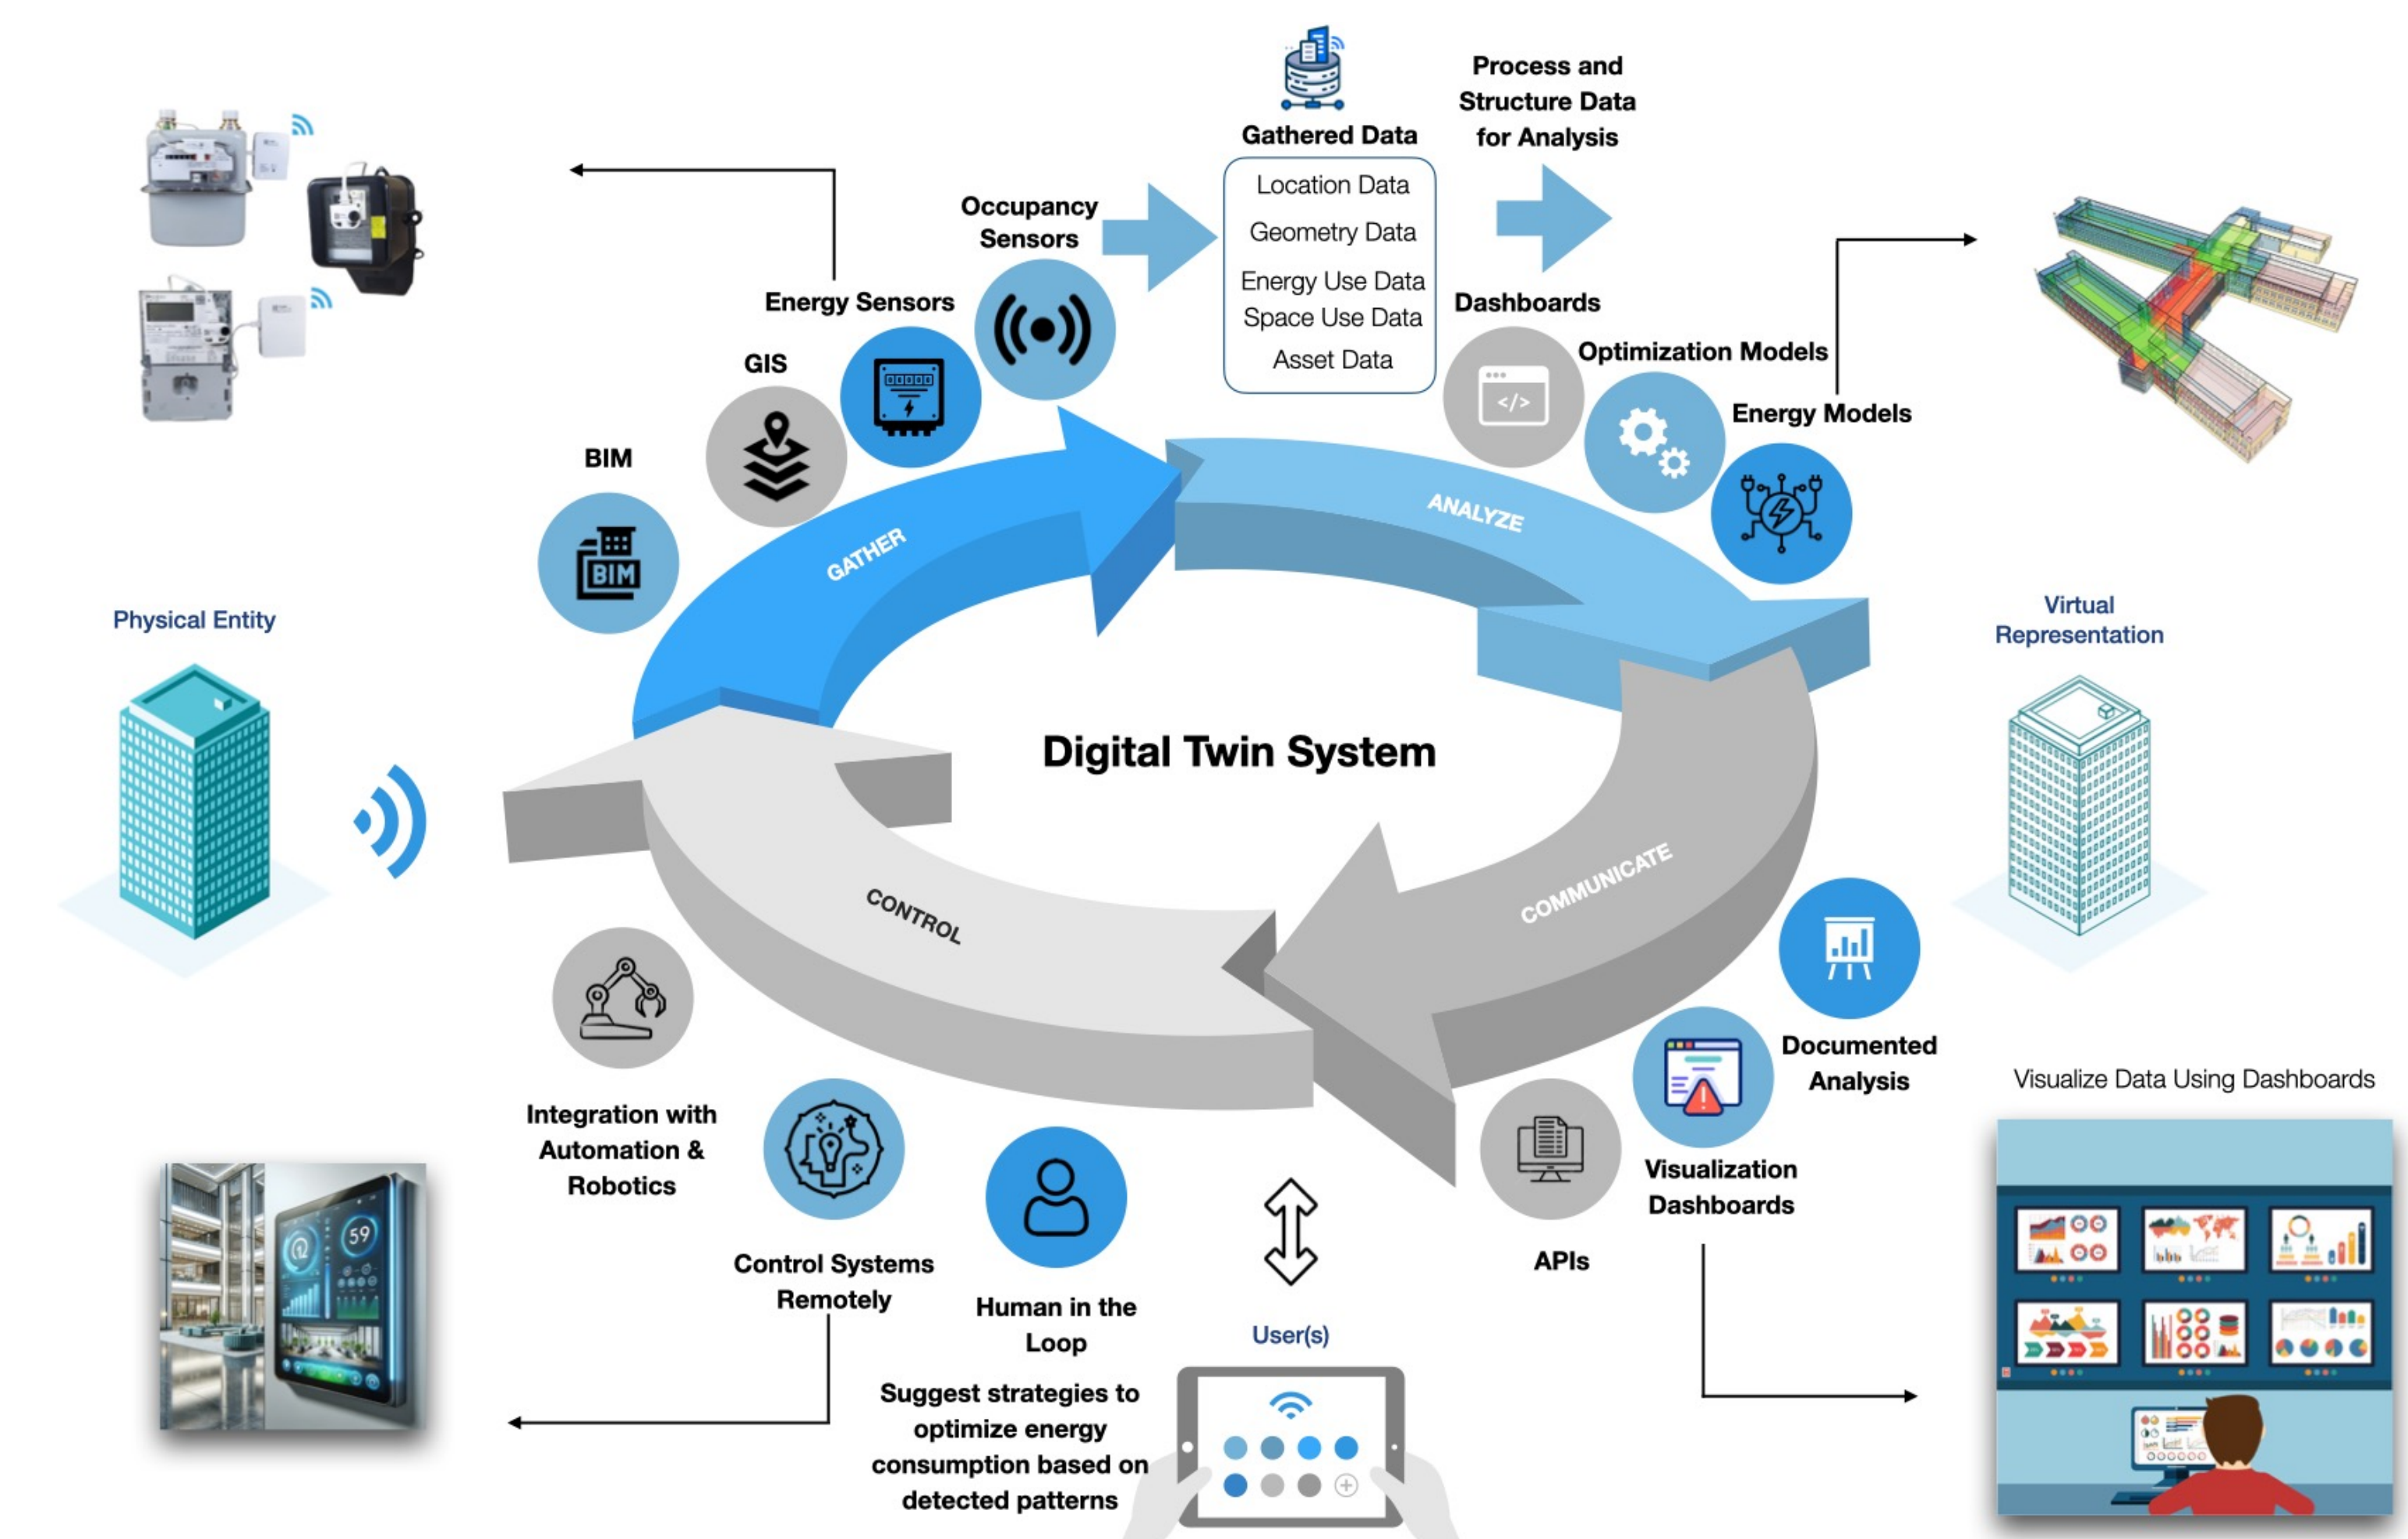 Gathered Data
Location Data
Geometry Data
Energy Use Data
Space Use Data
Asset Data
Process and
Structure Data
for Analysis
Occupancy
Sensors
Energy Sensors
GIS
BIM
BIM
Dashboards
</>
Optimization Models
Energy Models
GATHER
ANALYZE
Physical Entity
Virtual
Representation
Digital Twin System
CONTROL
COMMUNICATE
Documented
Analysis
Visualization
Dashboards
APIs
Visualize Data Using Dashboards
Integration with
Automation &
Robotics
Control Systems
Remotely
Human in the
Loop
Suggest strategies to
optimize energy
consumption based on
detected patterns
User(s)
59